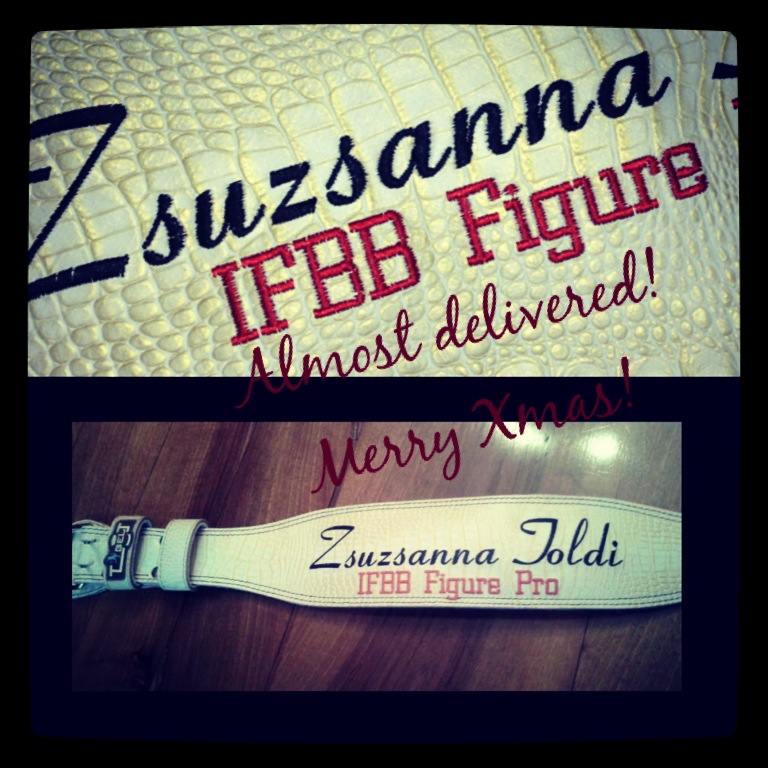 Zsuzsanna
IFBB Figure
Almost delivered!
Merry Xmas!
Zsuzsanna Toldi
IFBB Figure Pro